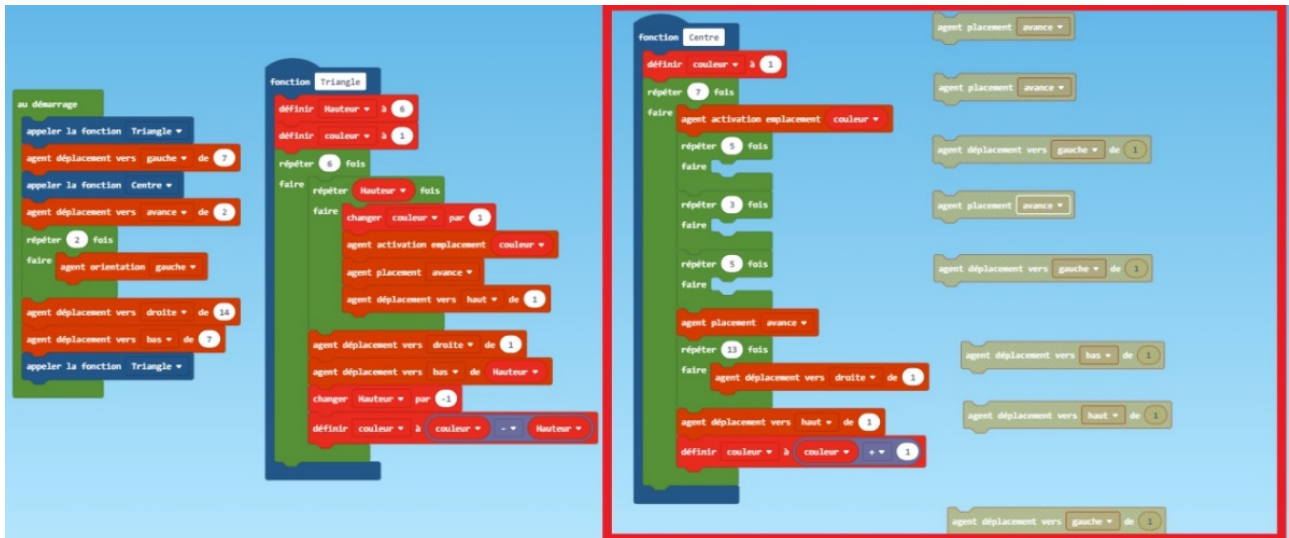 au démarrage
appeler la fonction Triangle
agent déplacement vers gauche de 7
appeler la fonction Centre
agent déplacement vers avance de 2
répéter 2 fois
faire
agent orientation gauche
agent déplacement vers droite de 14
agent déplacement vers bas de 7
appeler la fonction Triangle
fonction Triangle
définir Hauteur à 6
définir couleur à 1
répéter 6 fois
faire
répéter Hauteur fois
faire
changer couleur par 1
agent activation emplacement couleur
agent placement avance
agent déplacement vers haut de 1
agent déplacement vers droite de 1
agent déplacement vers bas de Hauteur
changer Hauteur par -1
définir couleur à couleur - Hauteur
fonction Centre
définir couleur à 1
répéter 7 fois
faire
agent activation emplacement couleur
répéter 5 fois
faire
répéter 3 fois
faire
répéter 5 fois
faire
agent placement avance
répéter 13 fois
faire
agent déplacement vers droite de 1
agent déplacement vers haut de 1
définir couleur à couleur + 1
agent placement avance
agent placement avance
agent déplacement vers gauche de 1
agent placement avance
agent déplacement vers gauche de 1
agent déplacement vers bas de 1
agent déplacement vers haut de 1
agent déplacement vers gauche de 1